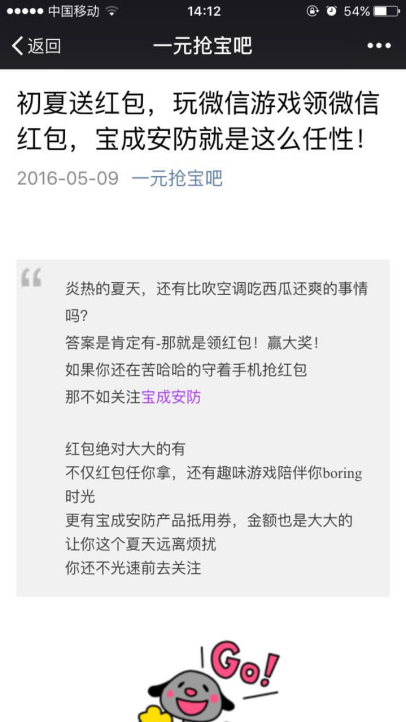 中国移动 14:12 54%
返回 一元抢宝吧
初夏送红包，玩微信游戏领微信
红包，宝成安防就是这么任性！
2016-05-09 一元抢宝吧
炎热的夏天，还有比吹空调吃西瓜还爽的事情
吗？
答案是肯定有-那就是领红包！赢大奖！
如果你还在苦哈哈的守着手机抢红包
那不如关注宝成安防
红包绝对大大的有
不仅红包任你拿，还有趣味游戏陪伴你boring
时光
更有宝成安防产品抵用券，金额也是大大的
让你这个夏天远离烦扰
你还不光速前去关注
Go!